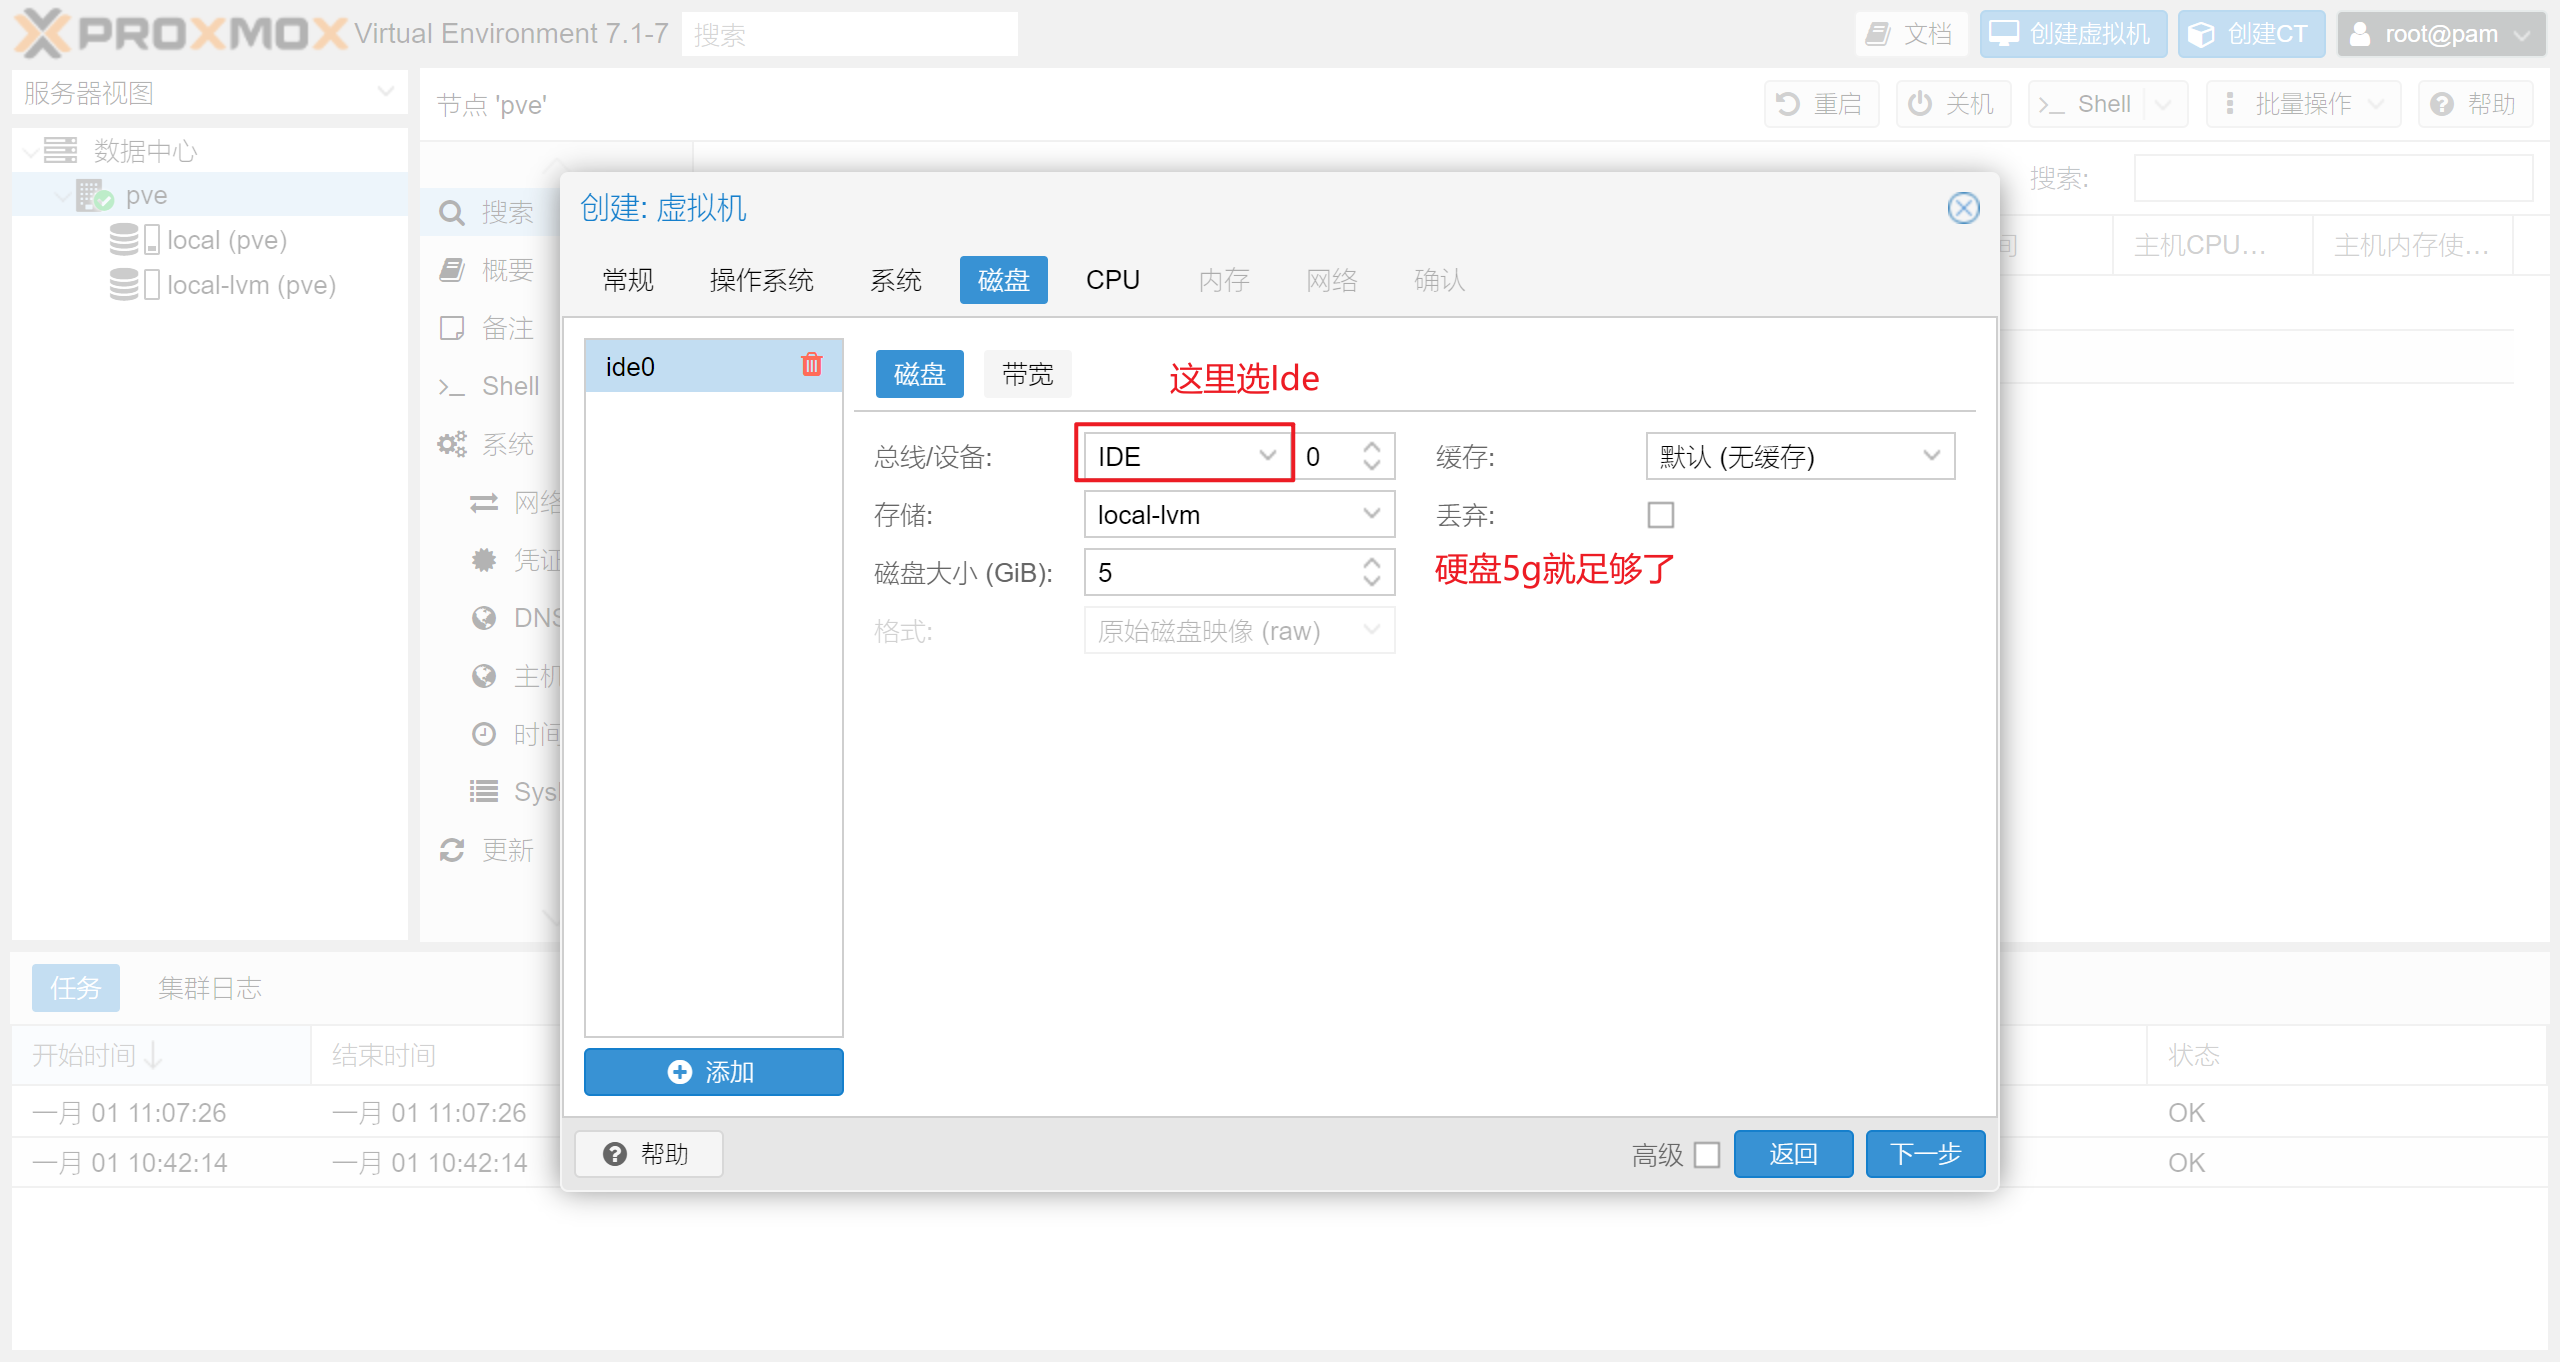 PROXMOX Virtual Environment 7.1-7 搜索 文档 创建虚拟机 创建CT root@pam
服务器视图
节点 'pve' 重启 关机 Shell 批量操作 帮助
数据中心
pve
local (pve)
local-lvm (pve)
搜索:
搜索
概要
备注
Shell
系统
网络
凭证
DNS
主机
时间
Sys
更新
间 主机CPU... 主机内存使...
创建: 虚拟机
常规 操作系统 系统 磁盘 CPU 内存 网络 确认
ide0
磁盘 带宽 这里选Ide
总线/设备: IDE 0 缓存: 默认 (无缓存)
存储: local-lvm 丢弃:
磁盘大小 (GiB): 5 硬盘5g就足够了
格式: 原始磁盘映像 (raw)
添加
帮助 高级 返回 下一步
任务 集群日志
开始时间 结束时间 状态
一月 01 11:07:26 一月 01 11:07:26 OK
一月 01 10:42:14 一月 01 10:42:14 OK